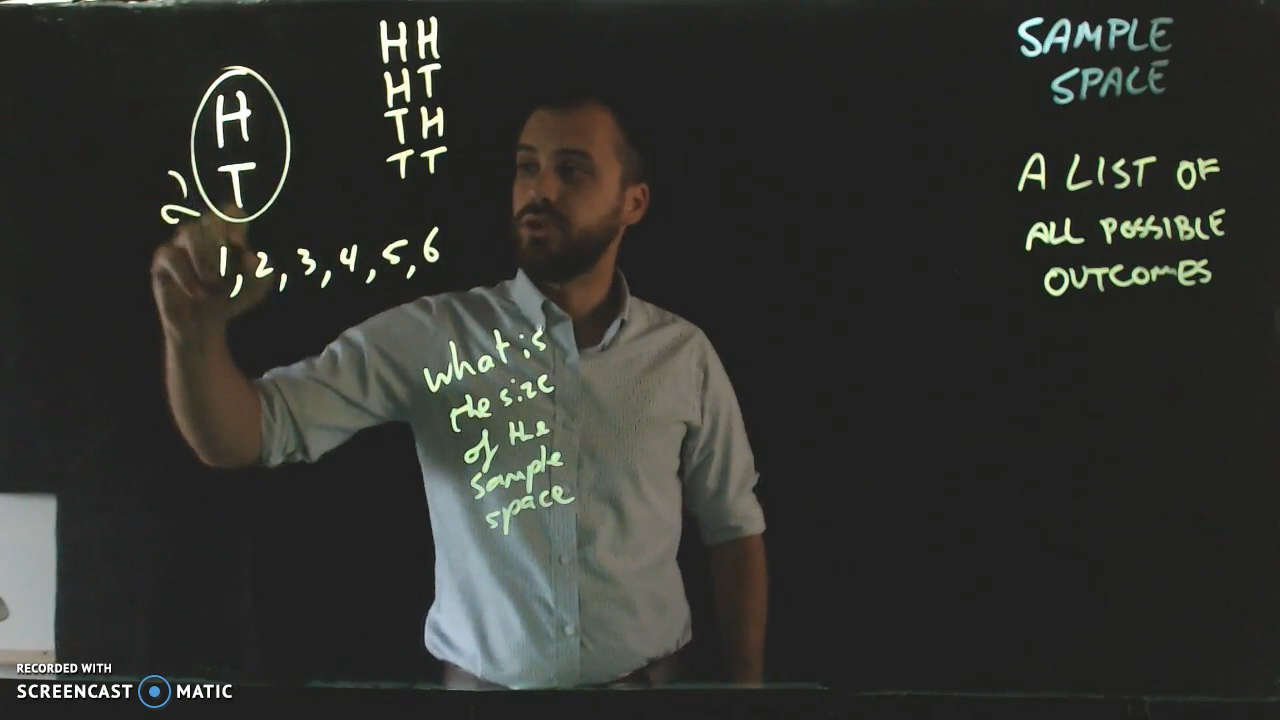 H
T
2
HH
HT
TH
TT
1, 2, 3, 4, 5, 6
what is
the size
of the
sample
space
SAMPLE
SPACE
A LIST OF
ALL POSSIBLE
OUTCOMES
RECORDED WITH
SCREENCAST MATIC